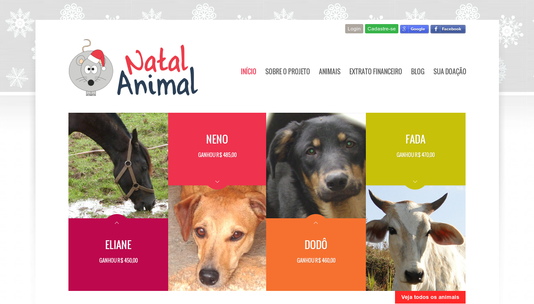 Login Cadastre-se Google Facebook
Natal
Animal
INÍCIO SOBRE O PROJETO ANIMAIS EXTRATO FINANCEIRO BLOG SUA DOAÇÃO
NENO
GANHOU R$ 485,00
FADA
GANHOU R$ 410,00
ELIANE
GANHOU R$ 450,00
DODÔ
GANHOU R$ 460,00
Veja todos os animais